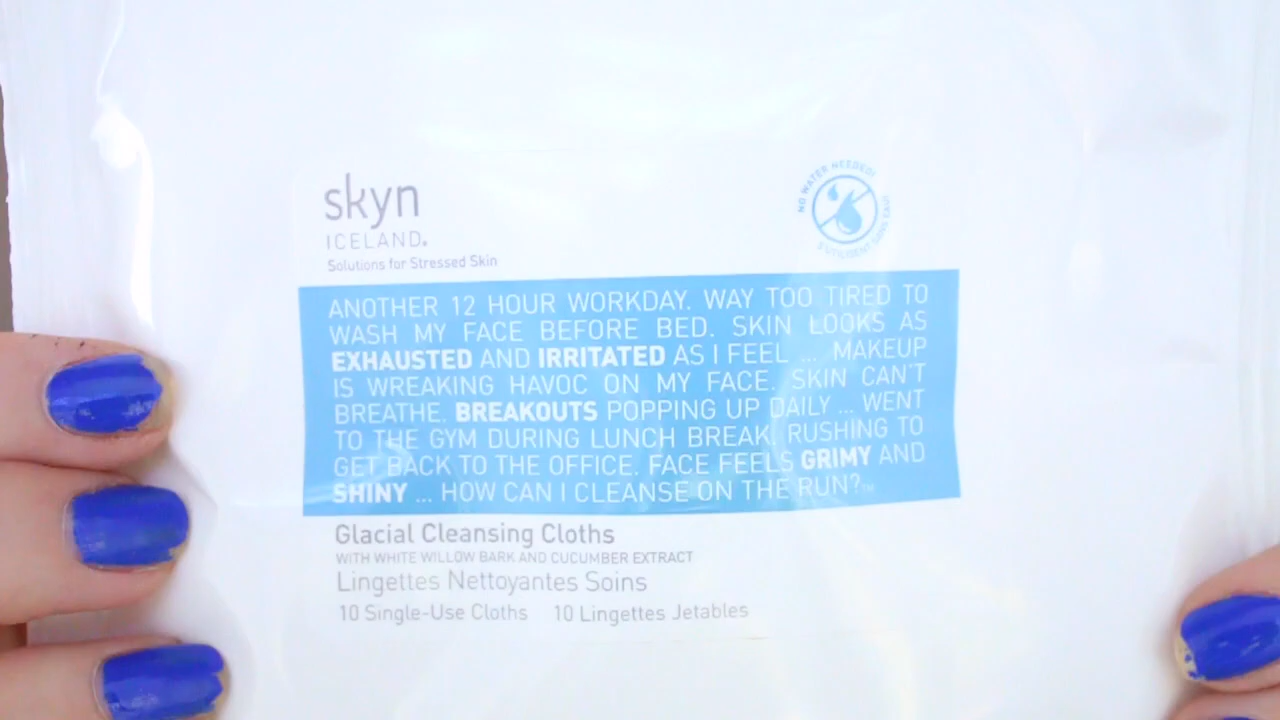 skyn
ICELAND®
Solutions for Stressed Skin
NO WATER NEEDED!
ANOTHER 12 HOUR WORKDAY. WAY TOO TIRED TO
WASH MY FACE BEFORE BED. SKIN LOOKS AS
EXHAUSTED AND IRRITATED AS I FEEL ... MAKEUP
IS WREAKING HAVOC ON MY FACE. SKIN CAN'T
BREATHE. BREAKOUTS POPPING UP DAILY ... WENT
TO THE GYM DURING LUNCH BREAK. RUSHING TO
GET BACK TO THE OFFICE. FACE FEELS GRIMY AND
SHINY ... HOW CAN I CLEANSE ON THE RUN?™
Glacial Cleansing Cloths
WITH WHITE WILLOW BARK AND CUCUMBER EXTRACT
Lingettes Nettoyantes Soins
10 Single-Use Cloths 10 Lingettes Jetables